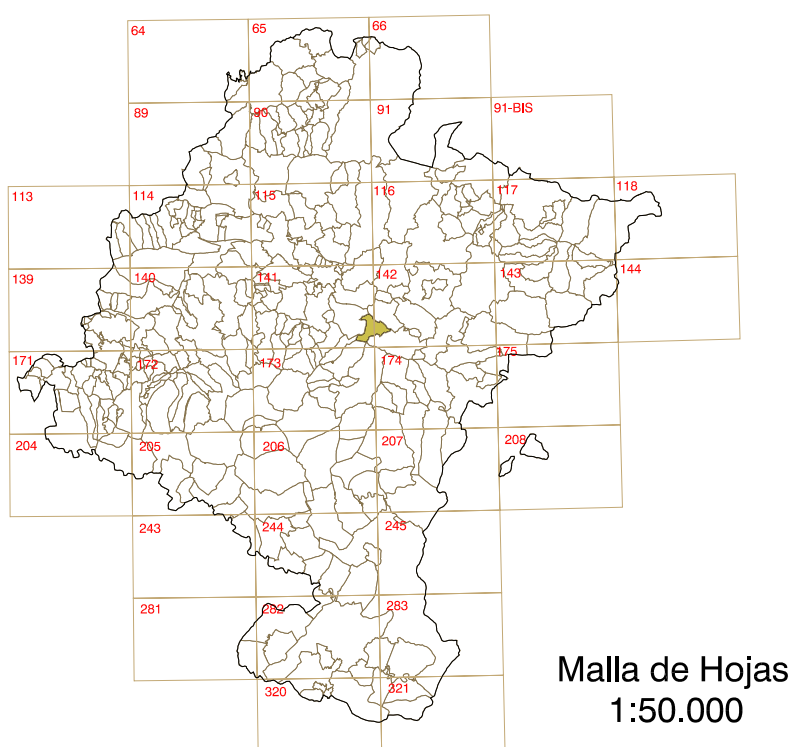 64 65 66
89 90 91 91-BIS
113 114 115 116 117 118
139 140 141 142 143 144
171 172 173 174 175
204 205 206 207 208
243 244 245
281 282 283
320 321
Malla de Hojas
1:50.000